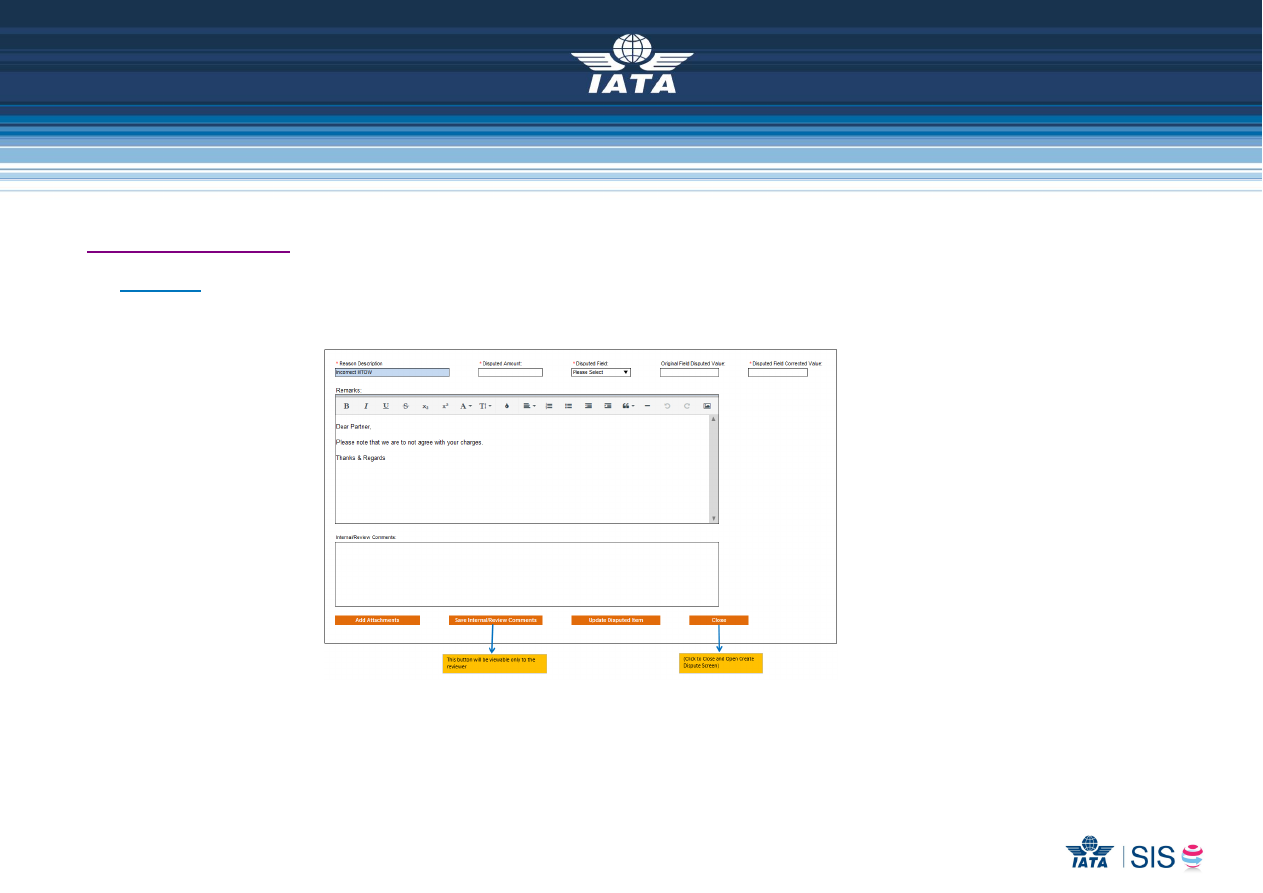 IATA
* Reason Description
* Disputed Amount:
* Disputed Field:
Original Field Disputed Value:
* Disputed Field Corrected Value:
Incorrect MTOW
Please Select
Remarks:
Dear Partner,
Please note that we are to not agree with your charges.
Thanks & Regards
Internal/Review Comments:
Add Attachments
Save Internal/Review Comments
Update Disputed Item
Close
This button will be viewable only to the
reviewer
(Click to Close and Open Create
Dispute Screen)
IATA | SIS